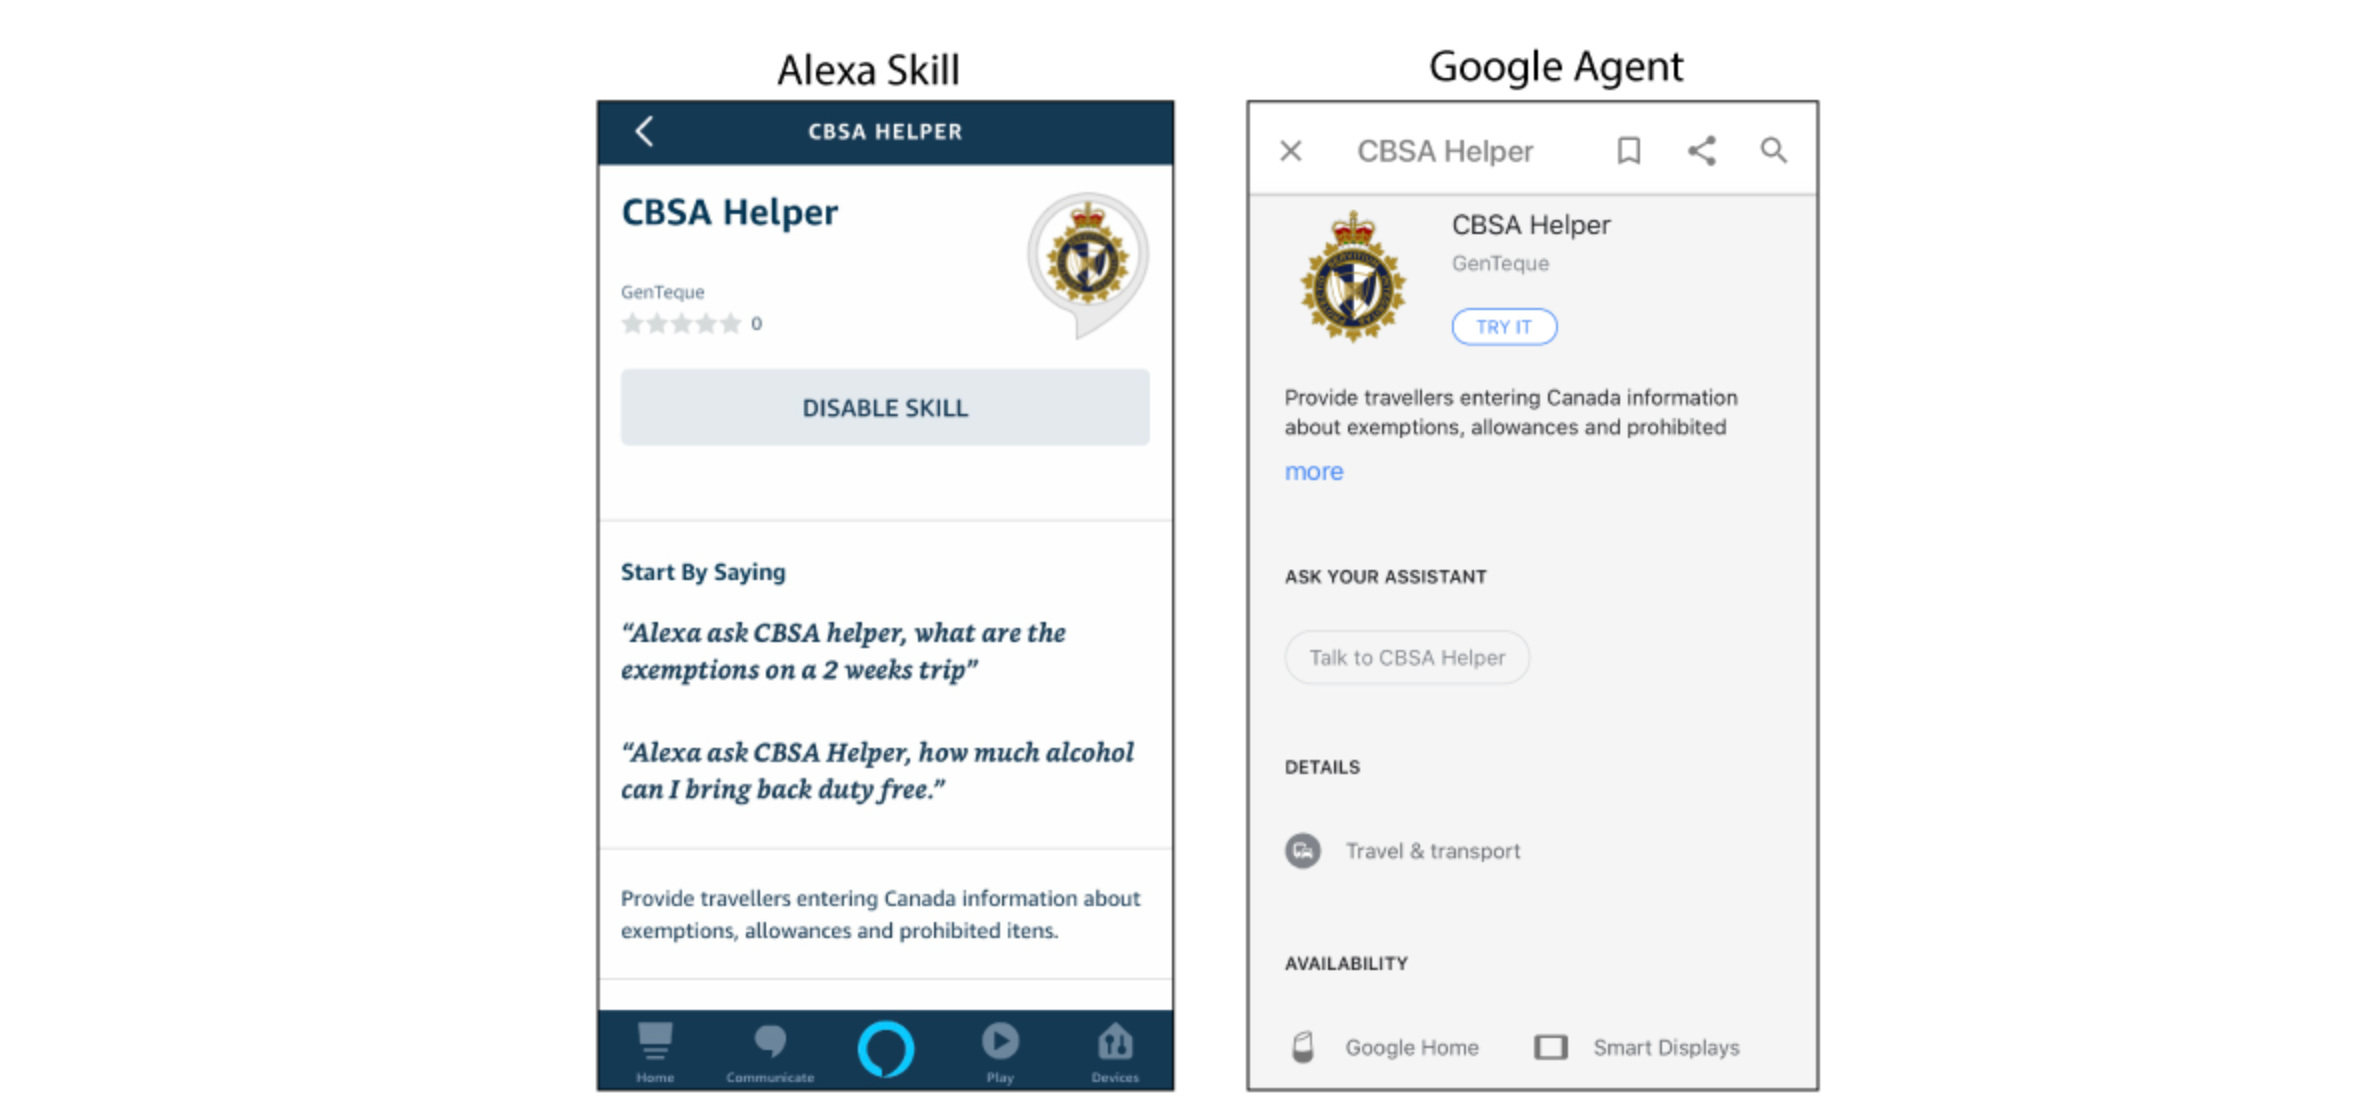 Alexa Skill
CBSA HELPER
CBSA Helper
GenTeque
0
DISABLE SKILL
Start By Saying
“Alexa ask CBSA helper, what are the
exemptions on a 2 weeks trip”
“Alexa ask CBSA Helper, how much alcohol
can I bring back duty free.”
Provide travellers entering Canada information about
exemptions, allowances and prohibited itens.
Home
Communicate
Play
Devices
Google Agent
CBSA Helper
CBSA Helper
GenTeque
TRY IT
Provide travellers entering Canada information
about exemptions, allowances and prohibited
more
ASK YOUR ASSISTANT
Talk to CBSA Helper
DETAILS
Travel & transport
AVAILABILITY
Google Home
Smart Displays